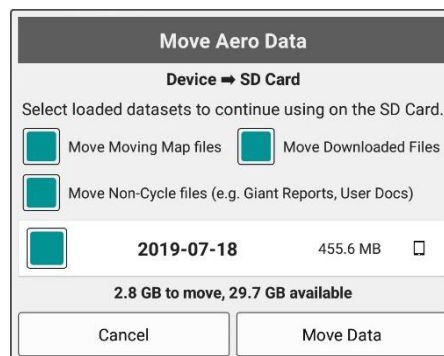 Move Aero Data
Device ➡ SD Card
Select loaded datasets to continue using on the SD Card.
Move Moving Map files Move Downloaded Files
Move Non-Cycle files (e.g. Giant Reports, User Docs)
2019-07-18 455.6 MB
2.8 GB to move, 29.7 GB available
Cancel Move Data